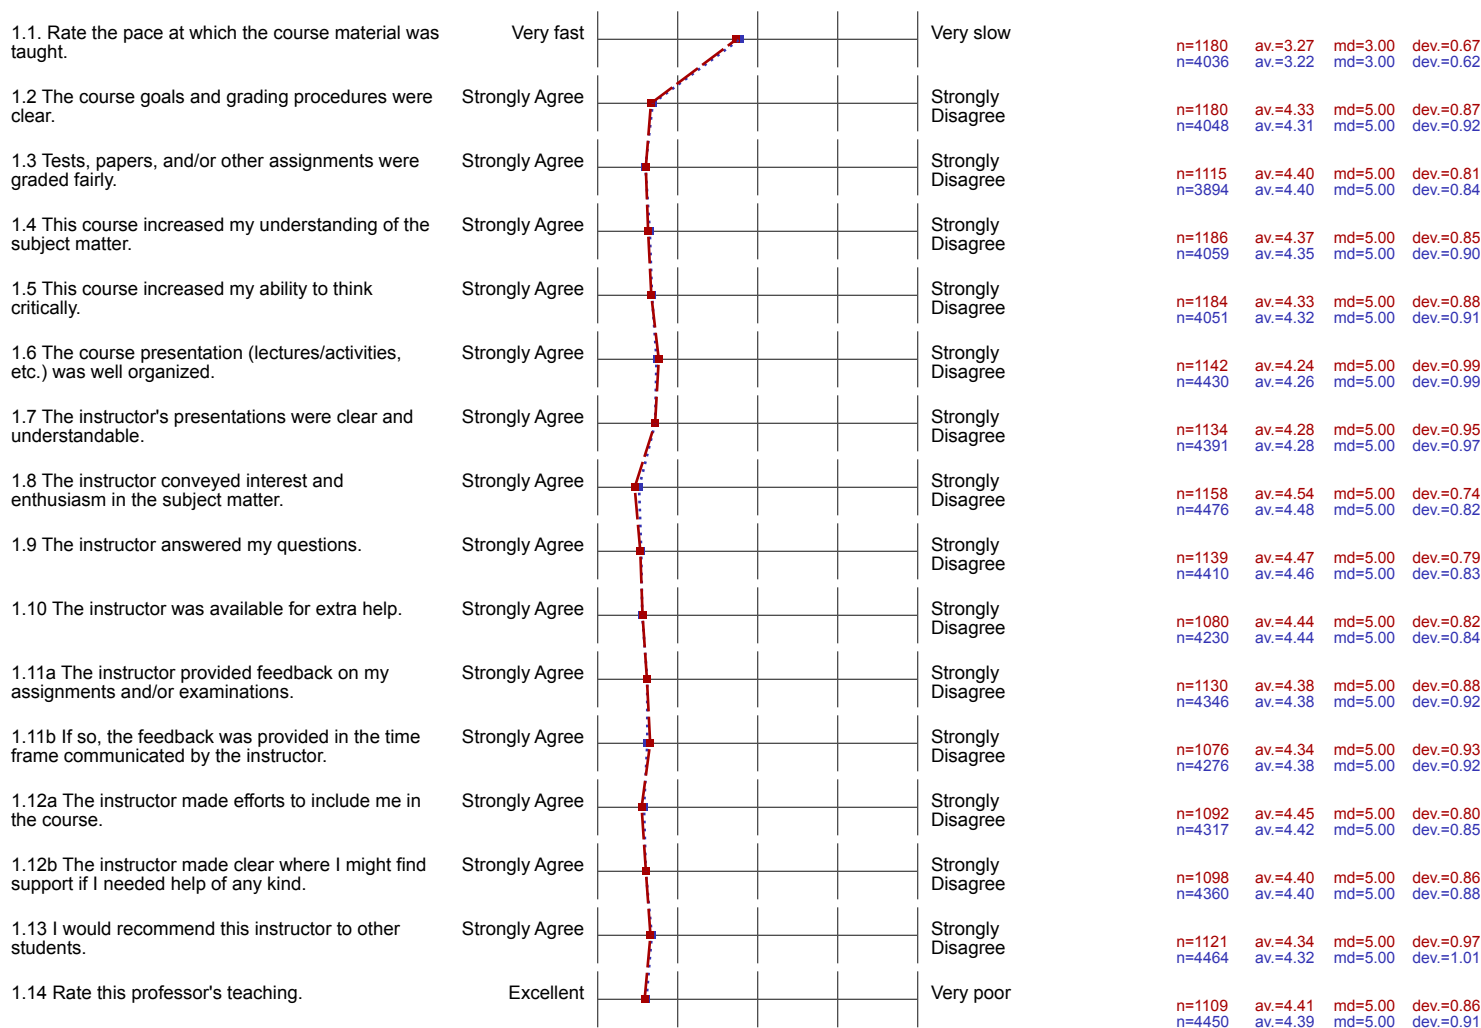 1.1. Rate the pace at which the course material was
taught.
Very fast
Very slow
n=1180 av.=3.27 md=3.00 dev.=0.67
n=4036 av.=3.22 md=3.00 dev.=0.62
1.2 The course goals and grading procedures were
clear.
Strongly Agree
Strongly
Disagree
n=1180 av.=4.33 md=5.00 dev.=0.87
n=4048 av.=4.31 md=5.00 dev.=0.92
1.3 Tests, papers, and/or other assignments were
graded fairly.
Strongly Agree
Strongly
Disagree
n=1115 av.=4.40 md=5.00 dev.=0.81
n=3894 av.=4.40 md=5.00 dev.=0.84
1.4 This course increased my understanding of the
subject matter.
Strongly Agree
Strongly
Disagree
n=1186 av.=4.37 md=5.00 dev.=0.85
n=4059 av.=4.35 md=5.00 dev.=0.90
1.5 This course increased my ability to think
critically.
Strongly Agree
Strongly
Disagree
n=1184 av.=4.33 md=5.00 dev.=0.88
n=4051 av.=4.32 md=5.00 dev.=0.91
1.6 The course presentation (lectures/activities,
etc.) was well organized.
Strongly Agree
Strongly
Disagree
n=1142 av.=4.24 md=5.00 dev.=0.99
n=4430 av.=4.26 md=5.00 dev.=0.99
1.7 The instructor's presentations were clear and
understandable.
Strongly Agree
Strongly
Disagree
n=1134 av.=4.28 md=5.00 dev.=0.95
n=4391 av.=4.28 md=5.00 dev.=0.97
1.8 The instructor conveyed interest and
enthusiasm in the subject matter.
Strongly Agree
Strongly
Disagree
n=1158 av.=4.54 md=5.00 dev.=0.74
n=4476 av.=4.48 md=5.00 dev.=0.82
1.9 The instructor answered my questions.
Strongly Agree
Strongly
Disagree
n=1139 av.=4.47 md=5.00 dev.=0.79
n=4410 av.=4.46 md=5.00 dev.=0.83
1.10 The instructor was available for extra help.
Strongly Agree
Strongly
Disagree
n=1080 av.=4.44 md=5.00 dev.=0.82
n=4230 av.=4.44 md=5.00 dev.=0.84
1.11a The instructor provided feedback on my
assignments and/or examinations.
Strongly Agree
Strongly
Disagree
n=1130 av.=4.38 md=5.00 dev.=0.88
n=4346 av.=4.38 md=5.00 dev.=0.92
1.11b If so, the feedback was provided in the time
frame communicated by the instructor.
Strongly Agree
Strongly
Disagree
n=1076 av.=4.34 md=5.00 dev.=0.93
n=4276 av.=4.38 md=5.00 dev.=0.92
1.12a The instructor made efforts to include me in
the course.
Strongly Agree
Strongly
Disagree
n=1092 av.=4.45 md=5.00 dev.=0.80
n=4317 av.=4.42 md=5.00 dev.=0.85
1.12b The instructor made clear where I might find
support if I needed help of any kind.
Strongly Agree
Strongly
Disagree
n=1098 av.=4.40 md=5.00 dev.=0.86
n=4360 av.=4.40 md=5.00 dev.=0.88
1.13 I would recommend this instructor to other
students.
Strongly Agree
Strongly
Disagree
n=1121 av.=4.34 md=5.00 dev.=0.97
n=4464 av.=4.32 md=5.00 dev.=1.01
1.14 Rate this professor's teaching.
Excellent
Very poor
n=1109 av.=4.41 md=5.00 dev.=0.86
n=4450 av.=4.39 md=5.00 dev.=0.91